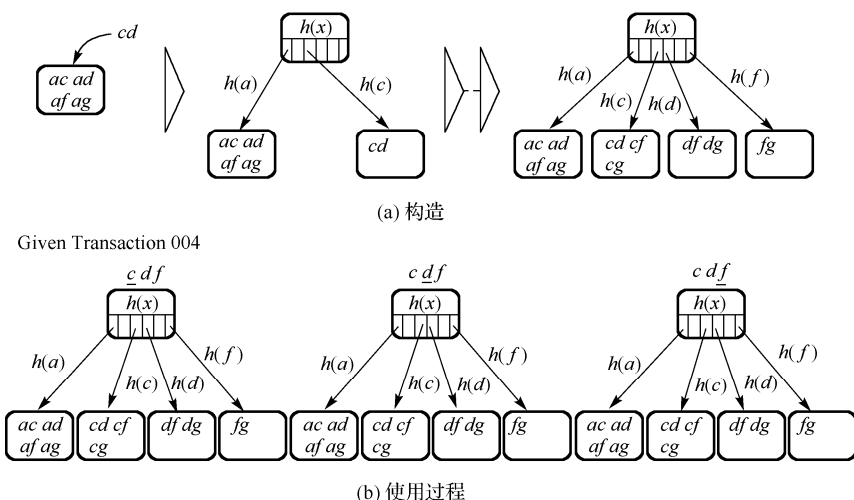 cd
ac ad
af ag
h(x)
h(a)
h(c)
ac ad
af ag
cd
h(x)
h(a)
h(c)
h(d)
h(f)
ac ad
af ag
cd cf
cg
df dg
fg
(a) 构造
Given Transaction 004
c d f
h(x)
h(a)
h(c)
h(d)
h(f)
ac ad
af ag
cd cf
cg
df dg
fg
c d f
h(x)
h(a)
h(c)
h(d)
h(f)
ac ad
af ag
cd cf
cg
df dg
fg
c d f
h(x)
h(a)
h(c)
h(d)
h(f)
ac ad
af ag
cd cf
cg
df dg
fg
(b) 使用过程